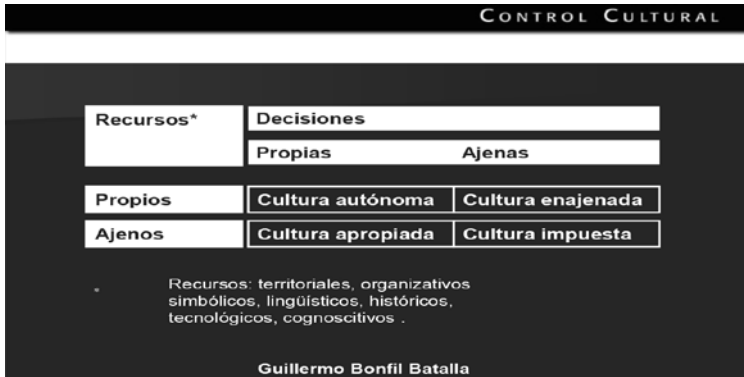 CONTROL CULTURAL
Recursos* Decisiones
Propias Ajenas
Propios Cultura autónoma Cultura enajenada
Ajenos Cultura apropiada Cultura impuesta
Recursos: territoriales, organizativos
simbólicos, lingüísticos, históricos,
tecnológicos, cognoscitivos .
Guillermo Bonfil Batalla